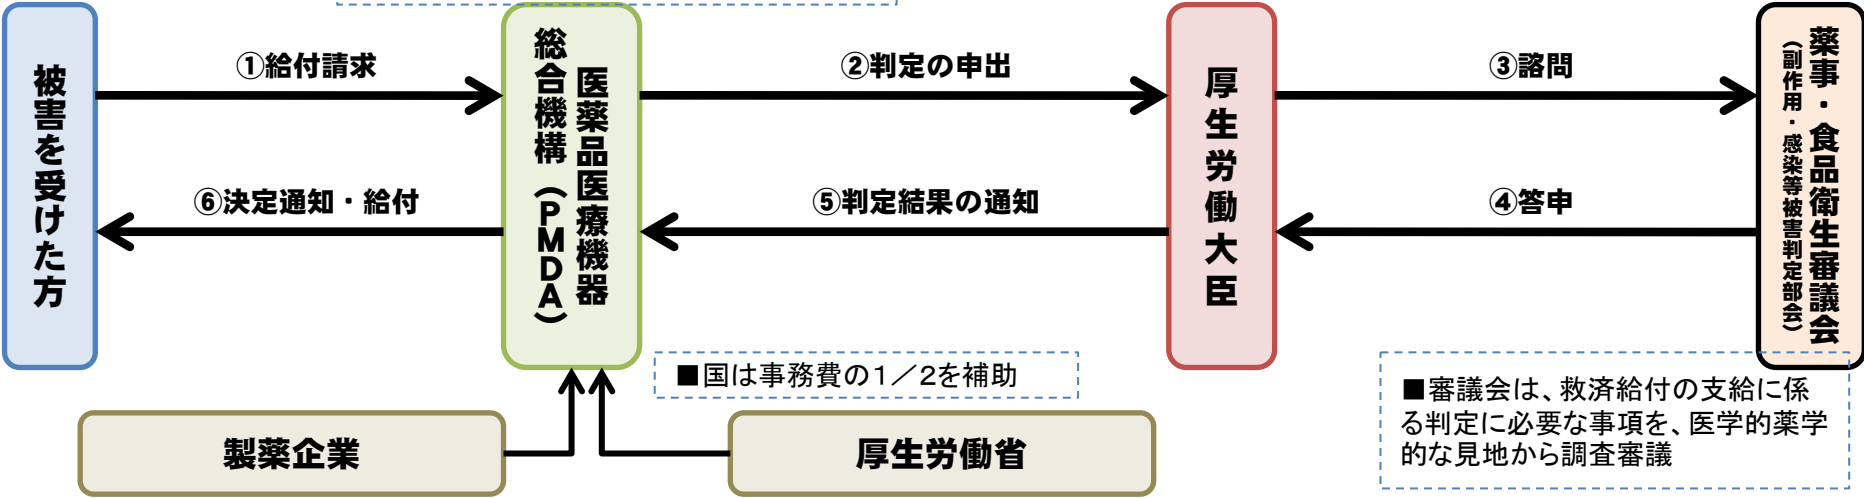 被害を受けた方
①給付請求
⑥決定通知・給付
医薬品医療機器
総合機構（PMDA）
②判定の申出
⑤判定結果の通知
厚生労働大臣
③諮問
④答申
薬事・食品衛生審議会
（副作用・感染等被害判定部会）
■国は事務費の１／２を補助
製薬企業
厚生労働省
■審議会は、救済給付の支給に係
る判定に必要な事項を、医学的薬学
的な見地から調査審議